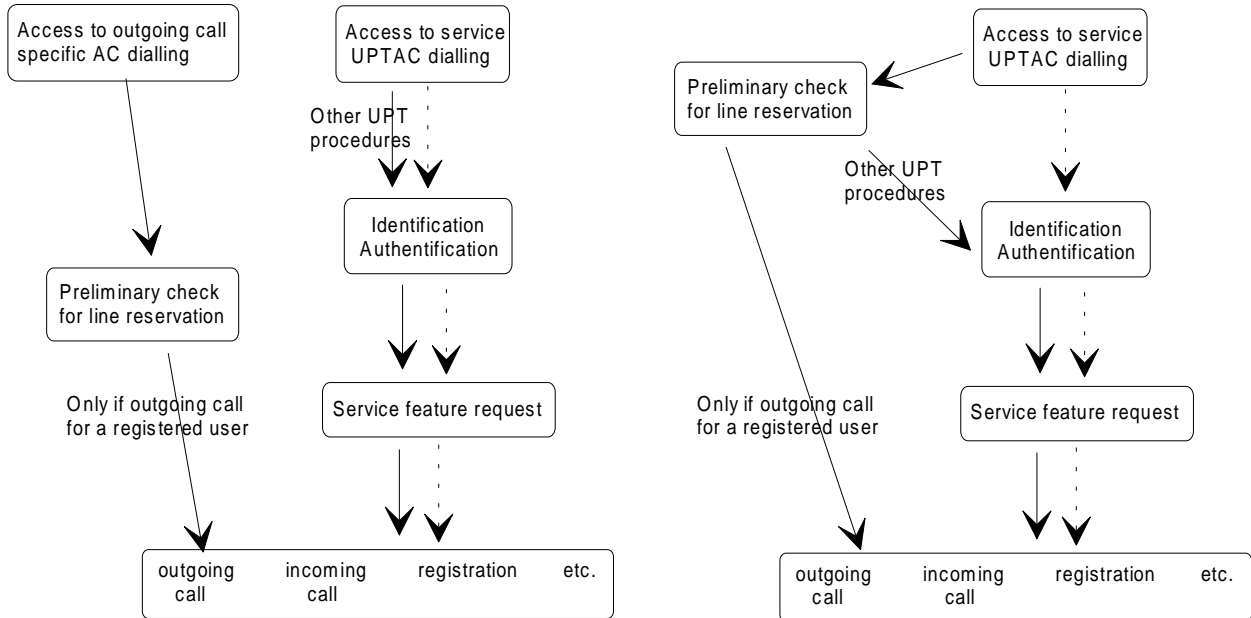 Access to outgoing call
specific AC dialling
Access to service
UPTAC dialling
Other UPT
procedures
Identification
Authentification
Preliminary check
for line reservation
Only if outgoing call
for a registered user
Service feature request
outgoing call
incoming call
registration
etc.
Access to service
UPTAC dialling
Preliminary check
for line reservation
Other UPT
procedures
Identification
Authentification
Only if outgoing call
for a registered user
Service feature request
outgoing call
incoming call
registration
etc.